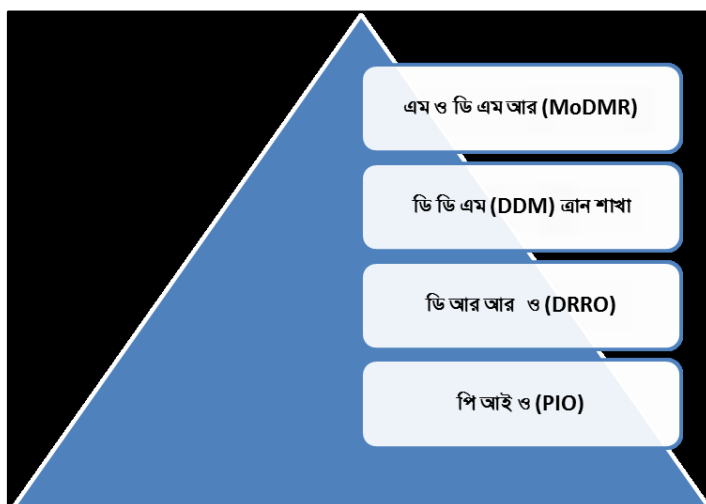 এম ও ডি এম আর (MoDMR)
ডি ডি এম (DDM) ত্রান শাখা
ডি আর আর ও (DRRO)
পি আই ও (PIO)